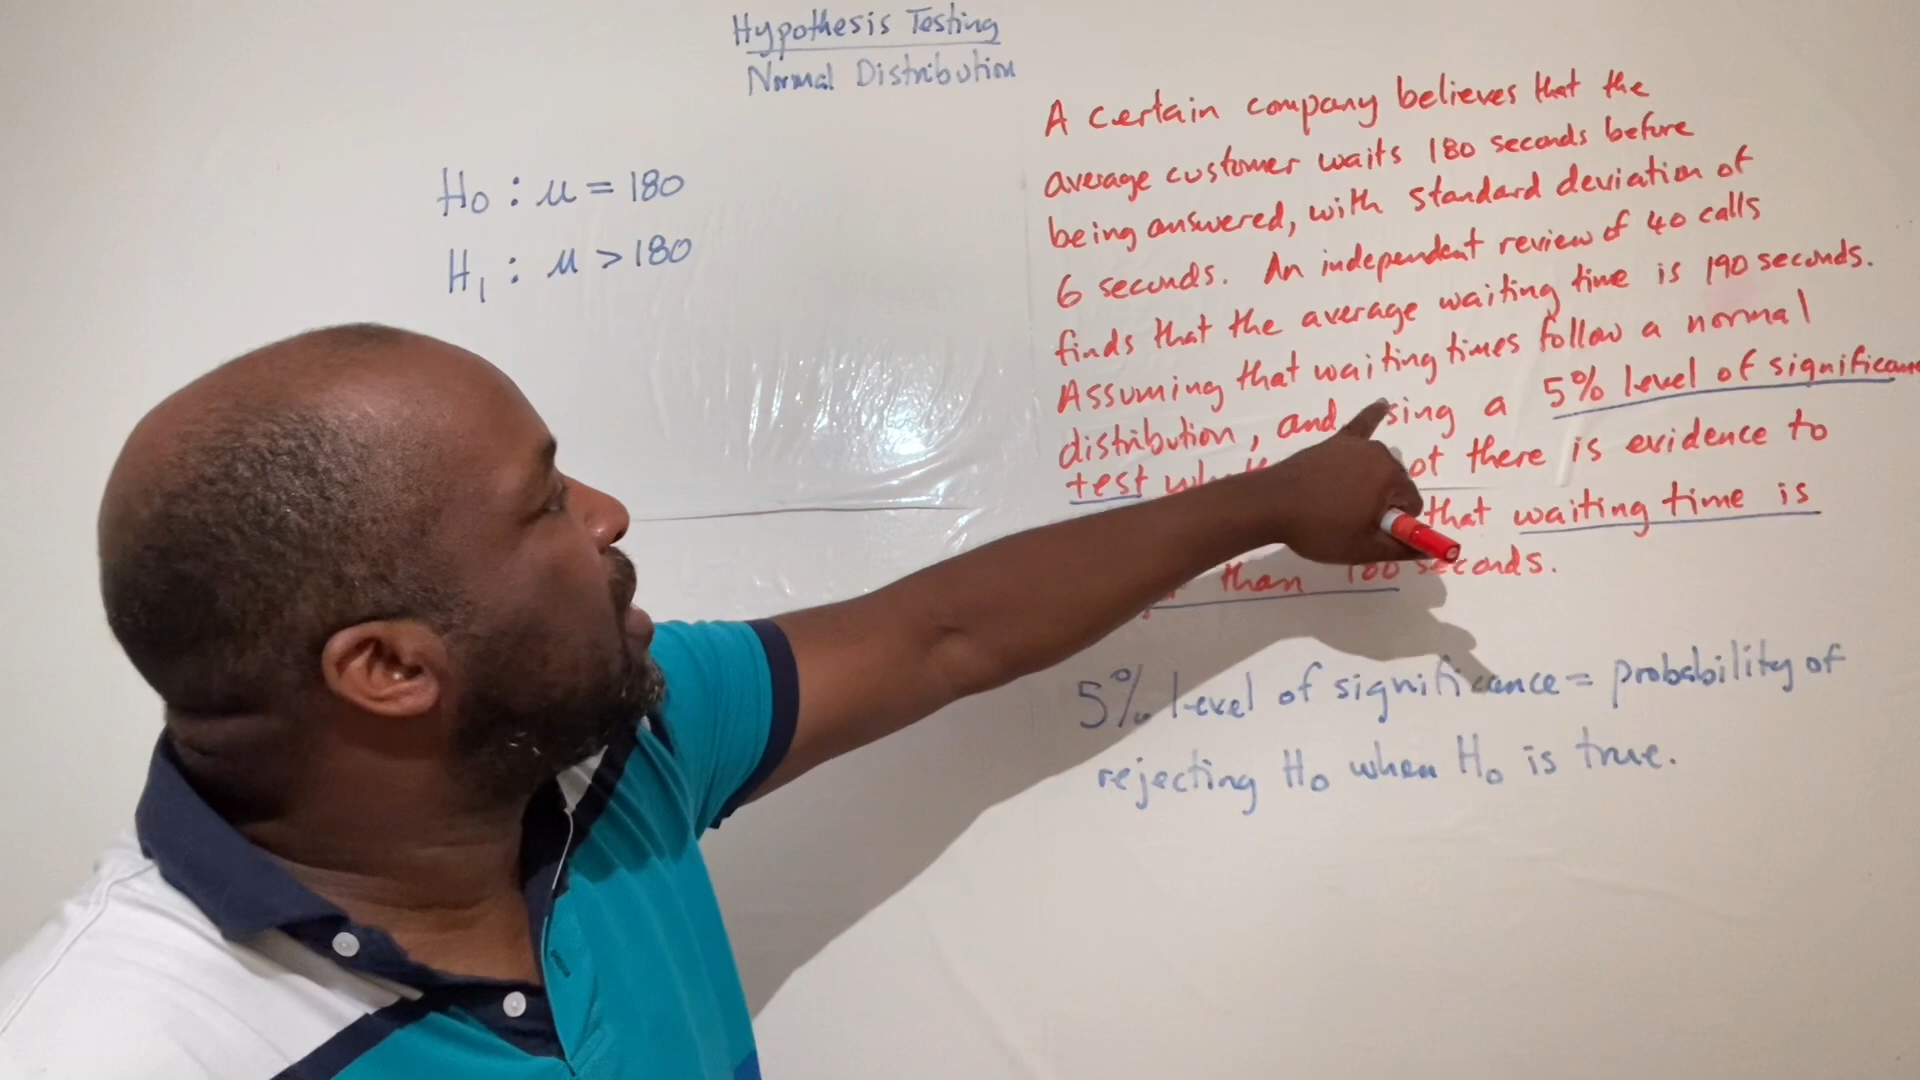 Hypothesis Testing
Normal Distribution
H₀ : μ = 180
H₁ : μ > 180
A certain company believes that the
average customer waits 180 seconds before
being answered, with standard deviation of
6 seconds. An independent review of 40 calls
finds that the average waiting time is 190 seconds.
Assuming that waiting times follow a normal
distribution, and using a 5% level of significance
test there is evidence to
that waiting time is
than 180 seconds.
5% level of significance = probability of
rejecting H₀ when H₀ is true.